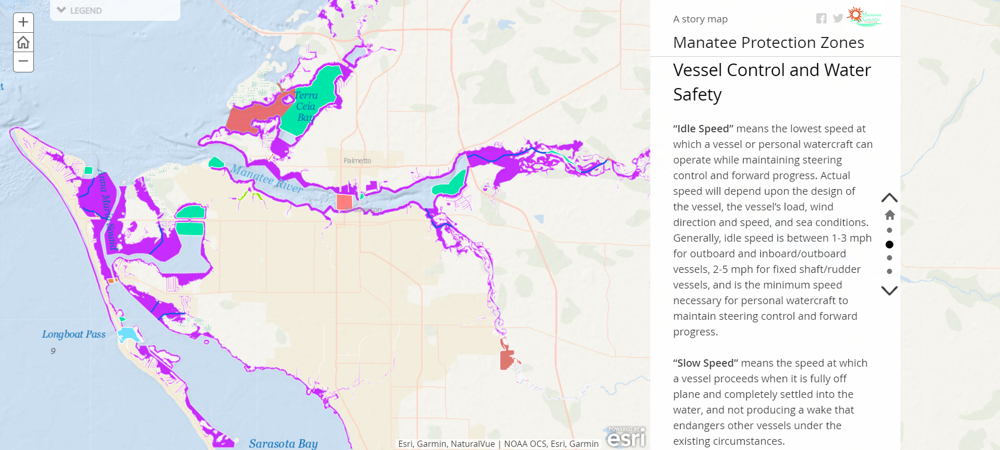 LEGEND
Terra
Ceia
Bay
Palmetto
Manatee River
Bradenton
Anna Maria Sound
Longboat Pass
9
Sarasota Bay
Esri, Garmin, NaturalVue | NOAA OCS, Esri, Garmin
POWERED BY
esri
A story map
Manatee
County
FLORIDA
Manatee Protection Zones
Vessel Control and Water
Safety
“Idle Speed” means the lowest speed at
which a vessel or personal watercraft can
operate while maintaining steering
control and forward progress. Actual
speed will depend upon the design of
the vessel, the vessel’s load, wind
direction and speed, and sea conditions.
Generally, idle speed is between 1-3 mph
for outboard and inboard/outboard
vessels, 2-5 mph for fixed shaft/rudder
vessels, and is the minimum speed
necessary for personal watercraft to
maintain steering control and forward
progress.
“Slow Speed” means the speed at which
a vessel proceeds when it is fully off
plane and completely settled into the
water, and not producing a wake that
endangers other vessels under the
existing circumstances.